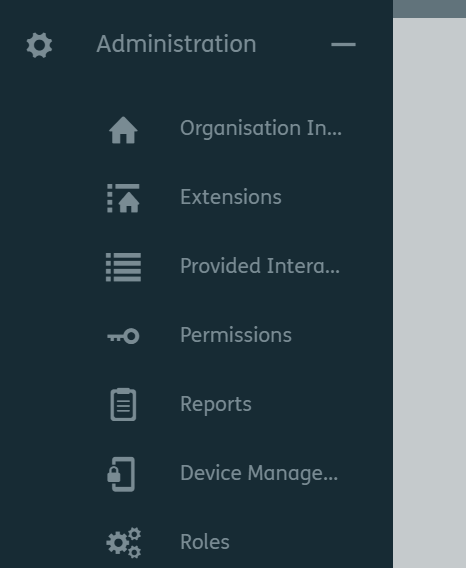 Administration
Organisation In...
Extensions
Provided Intera...
Permissions
Reports
Device Manage...
Roles